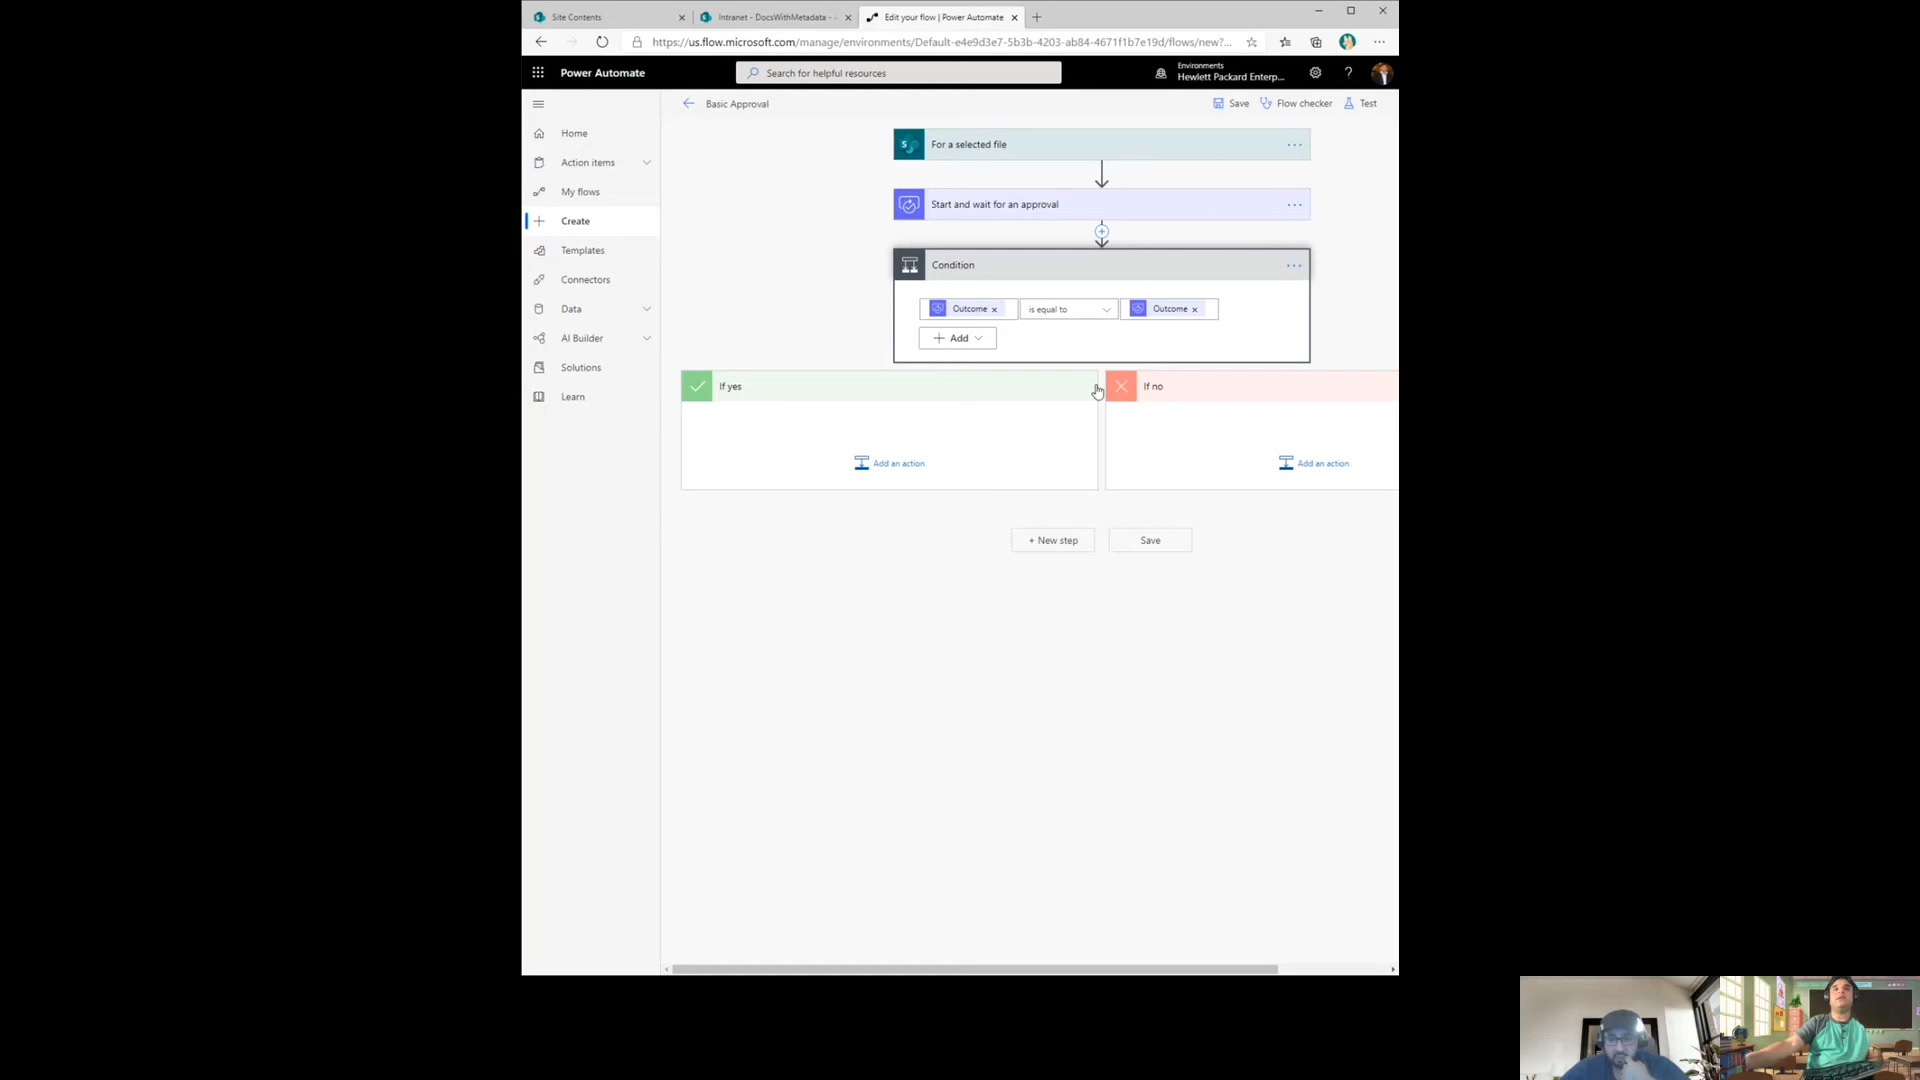 Site Contents
Intranet - DocsWithMetadata -
Edit your flow | Power Automate
https://us.flow.microsoft.com/manage/environments/Default-e4e9d3e7-5b3b-4203-ab84-4671f1b7e19d/flows/new?...
Power Automate
Search for helpful resources
Environments
Hewlett Packard Enterp...
?
Basic Approval
Save
Flow checker
Test
Home
Action items
My flows
Create
Templates
Connectors
Data
AI Builder
Solutions
Learn
For a selected file
Start and wait for an approval
Condition
Outcome
is equal to
Outcome
Add
If yes
If no
Add an action
Add an action
+ New step
Save